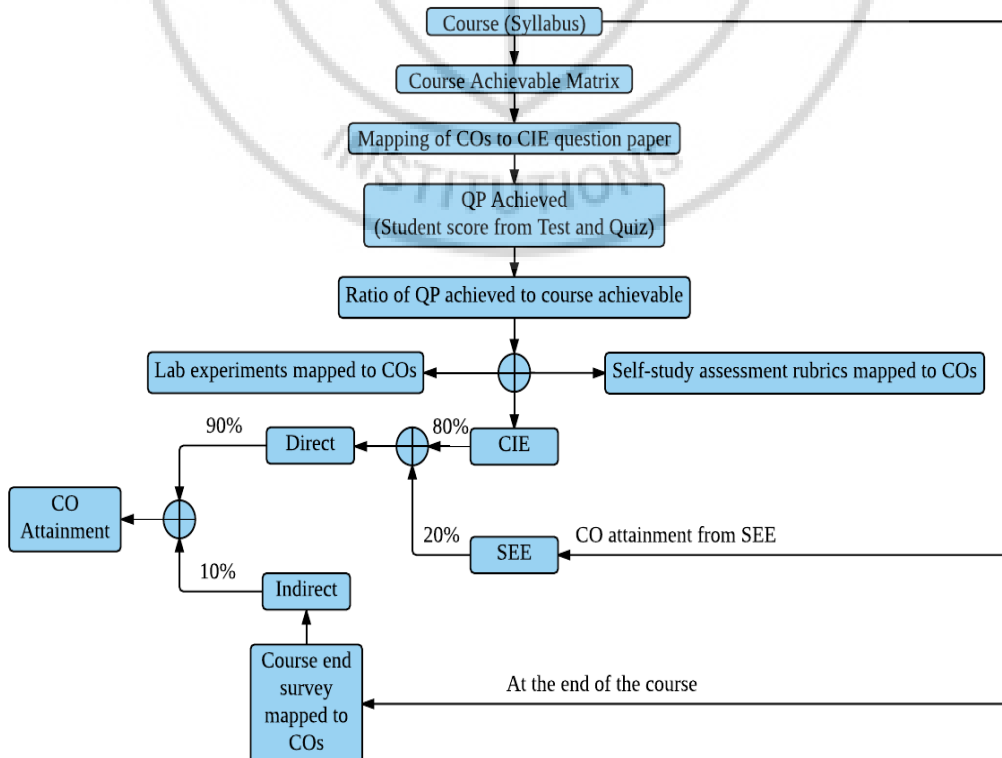 Course (Syllabus)
Course Achievable Matrix
Mapping of COs to CIE question paper
INSTITUTIONS
QP Achieved
(Student score from Test and Quiz)
Ratio of QP achieved to course achievable
Lab experiments mapped to COs
Self-study assessment rubrics mapped to COs
90%
Direct
80%
CIE
CO
Attainment
20%
SEE
CO attainment from SEE
10%
Indirect
Course end
survey
mapped to
COs
At the end of the course